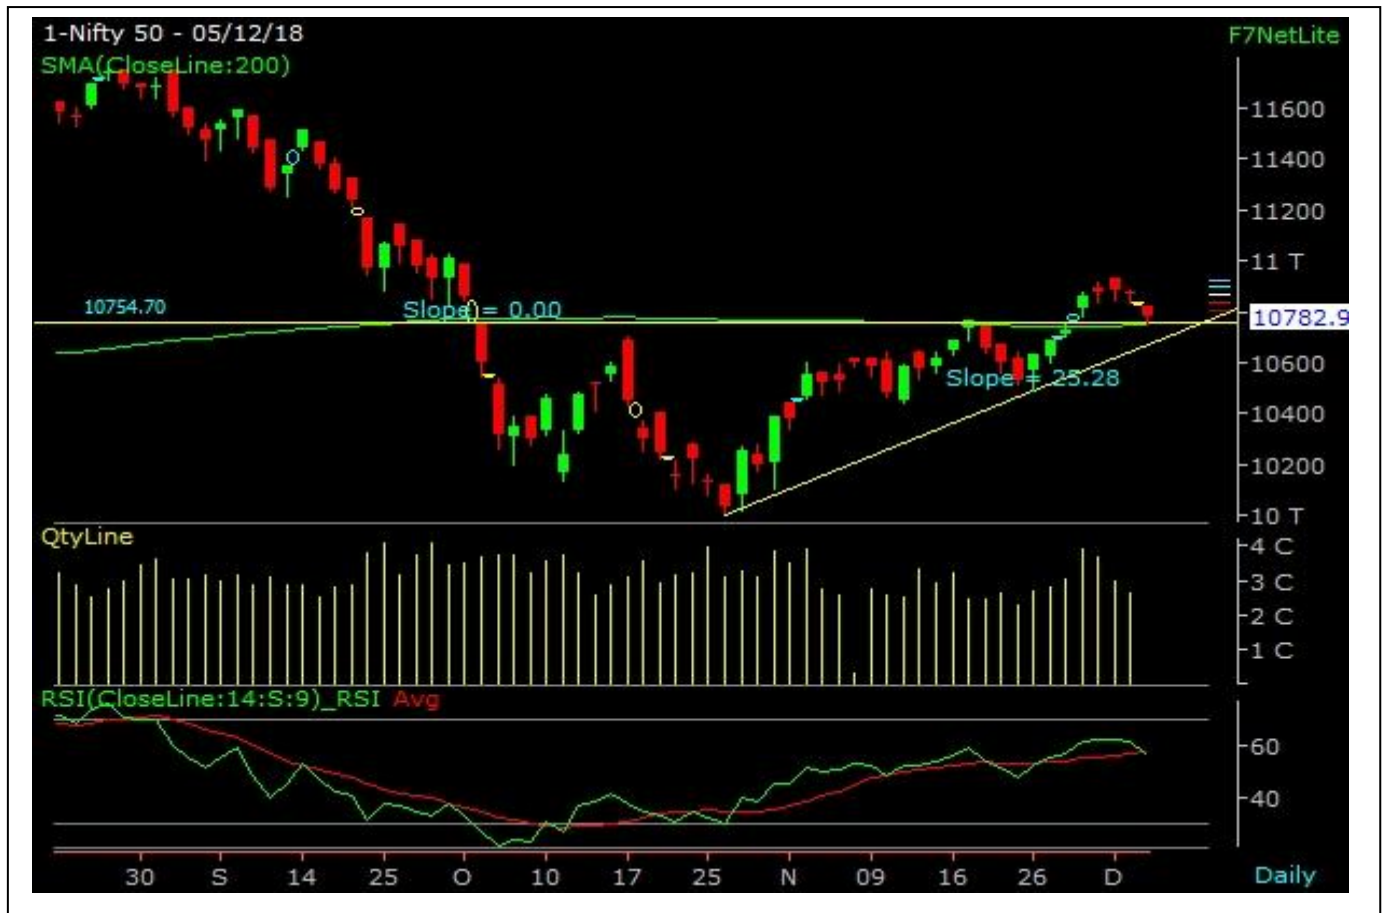 1-Nifty 50 - 05/12/18
F7NetLite
SMA(CloseLine:200)
11600
11400
11200
11 T
10754.70
Slope = 0.00
10782.9
10600
Slope = 25.28
10400
10200
10 T
QtyLine
4 C
3 C
2 C
1 C
RSI(CloseLine:14:S:9)_RSI Avg
60
40
30 S 14 25 O 10 17 25 N 09 16 26 D Daily